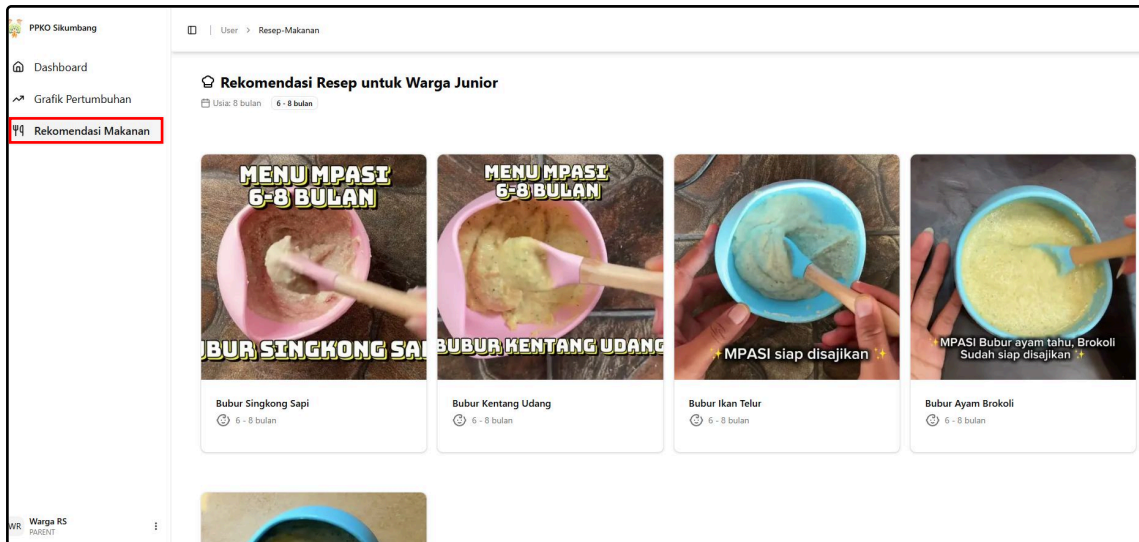 PPKO Sikumbang
User > Resep-Makanan
Dashboard
Grafik Pertumbuhan
Rekomendasi Makanan
Rekomendasi Resep untuk Warga Junior
Usia: 8 bulan 6 - 8 bulan
MENU MPASI
6-8 BULAN
BUBUR SINGKONG SAPI
MENU MPASI
6-8 BULAN
BUBUR KENTANG UDANG
MPASI siap disajikan
MPASI Bubur ayam tahu, Brokoli
Sudah siap disajikan
Bubur Singkong Sapi
6 - 8 bulan
Bubur Kentang Udang
6 - 8 bulan
Bubur Ikan Telur
6 - 8 bulan
Bubur Ayam Brokoli
6 - 8 bulan
WR Warga RS
PARENT